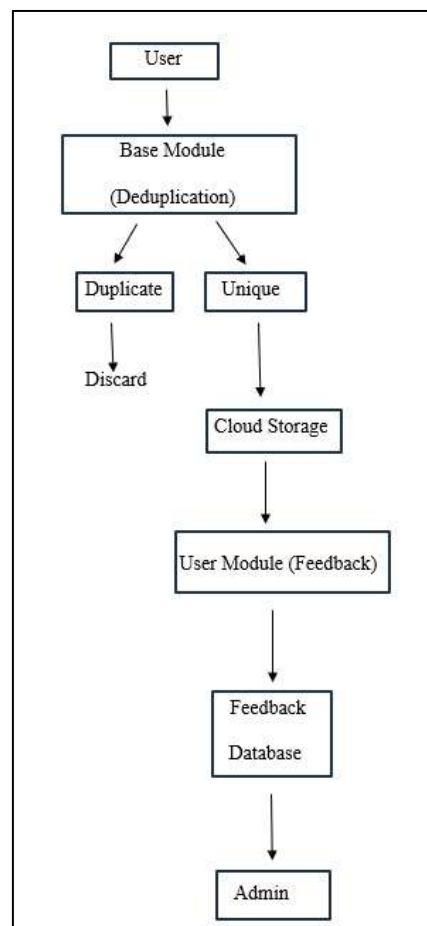 User
Base Module
(Deduplication)
Duplicate
Unique
Discard
Cloud Storage
User Module (Feedback)
Feedback
Database
Admin